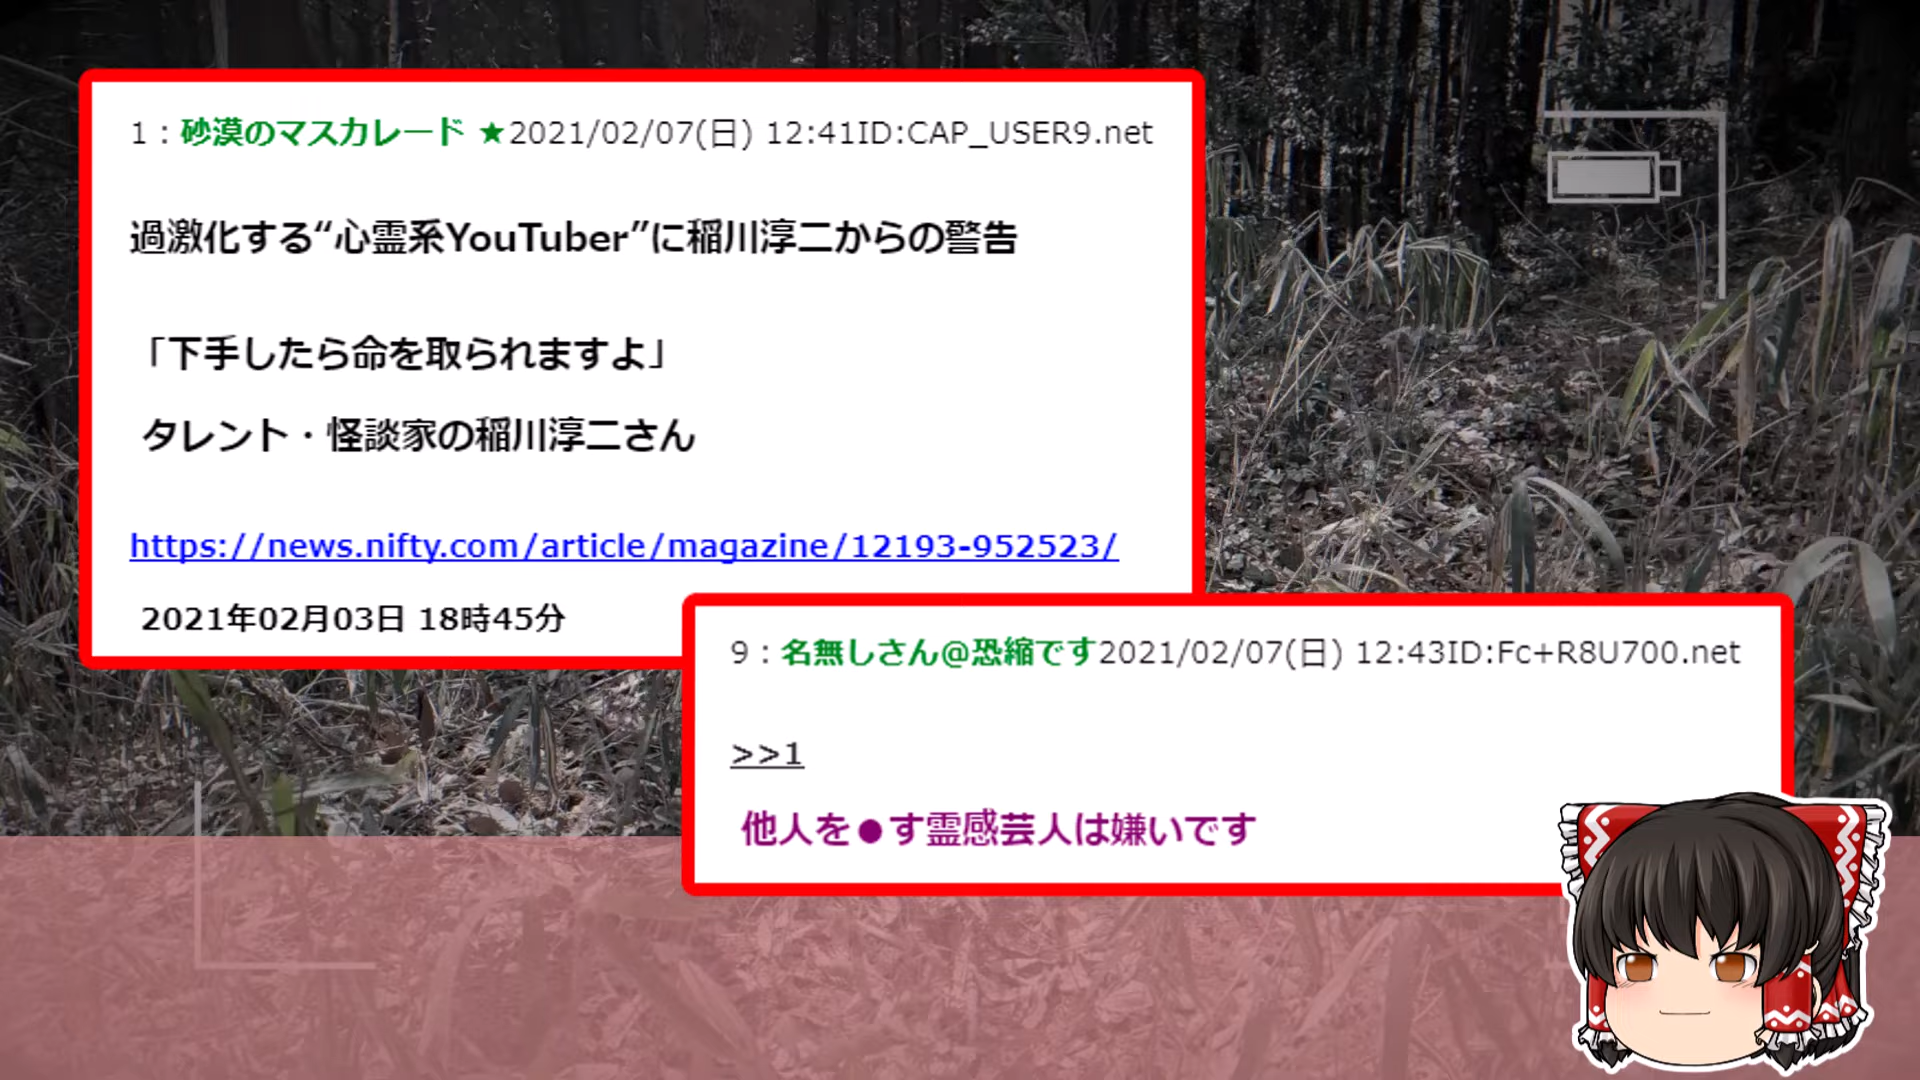 1：砂漠のマスカレード ★2021/02/07(日) 12:41ID:CAP_USER9.net
過激化する“心霊系YouTuber”に稲川淳二からの警告
「下手したら命を取られますよ」
タレント・怪談家の稲川淳二さん
https://news.nifty.com/article/magazine/12193-952523/
2021年02月03日 18時45分
9：名無しさん@恐縮です2021/02/07(日) 12:43ID:Fc+R8U700.net
>>1
他人を●す霊感芸人は嫌いです